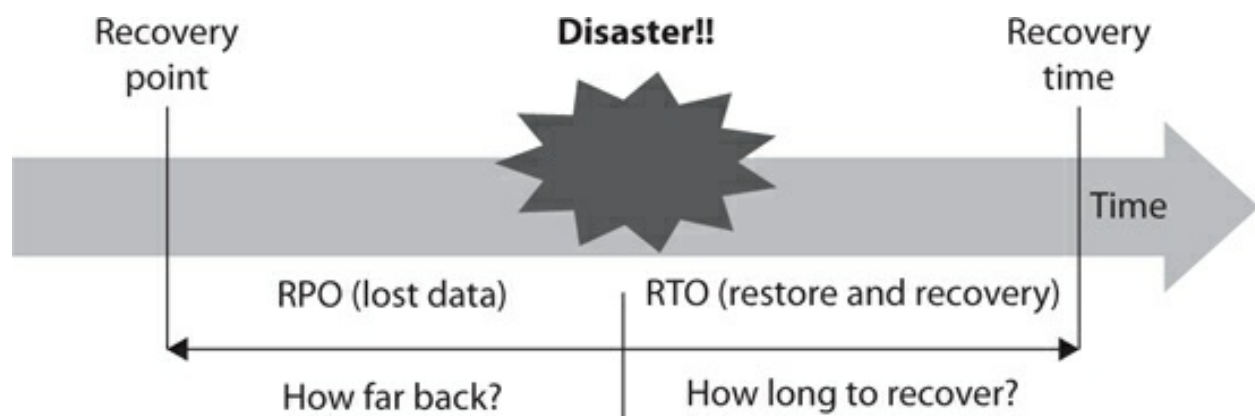 Recovery
point
Disaster!!
Recovery
time
Time
RPO (lost data)
RTO (restore and recovery)
How far back?
How long to recover?